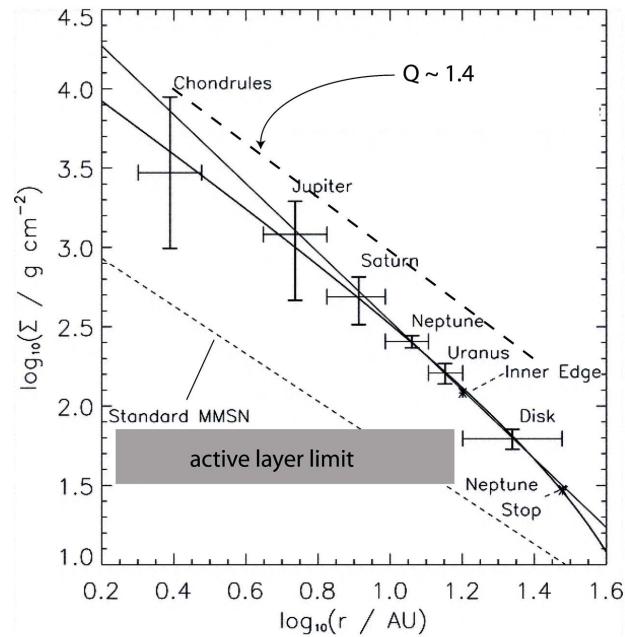 4.5
4.0
3.5
3.0
2.5
2.0
1.5
1.0
log₁₀(Σ / g cm⁻²)
Chondrules
Q ~ 1.4
Jupiter
Saturn
Neptune
Uranus
Inner Edge
Standard MMSN
Disk
active layer limit
Neptune
Stop
0.2 0.4 0.6 0.8 1.0 1.2 1.4 1.6
log₁₀(r / AU)